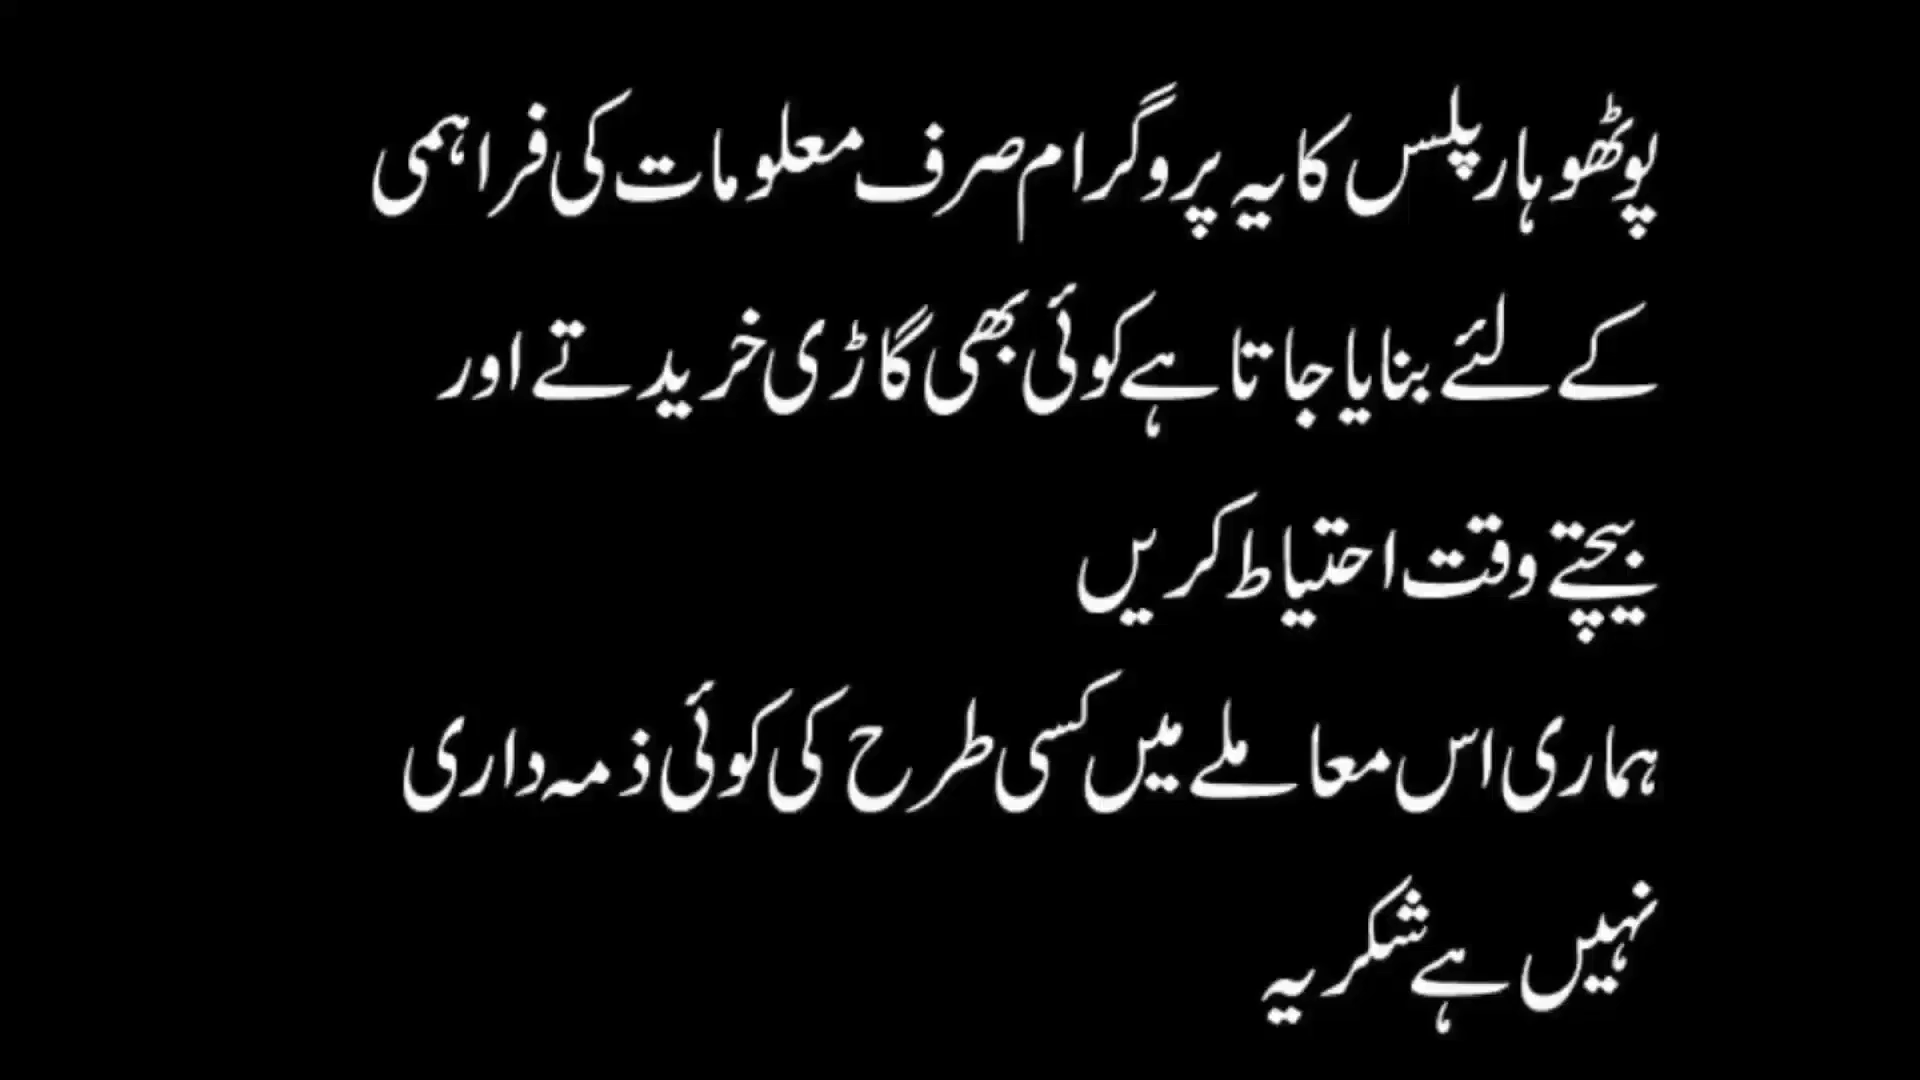 پوٹھوہار پلس کا یہ پروگرام صرف معلومات کی فراہمی
کے لئے بنایا جاتا ہے کوئی بھی گاڑی خریدتے اور
بیچتے وقت احتیاط کریں
ہماری اس معاملے میں کسی طرح کی کوئی ذمہ داری
نہیں ہے شکریہ